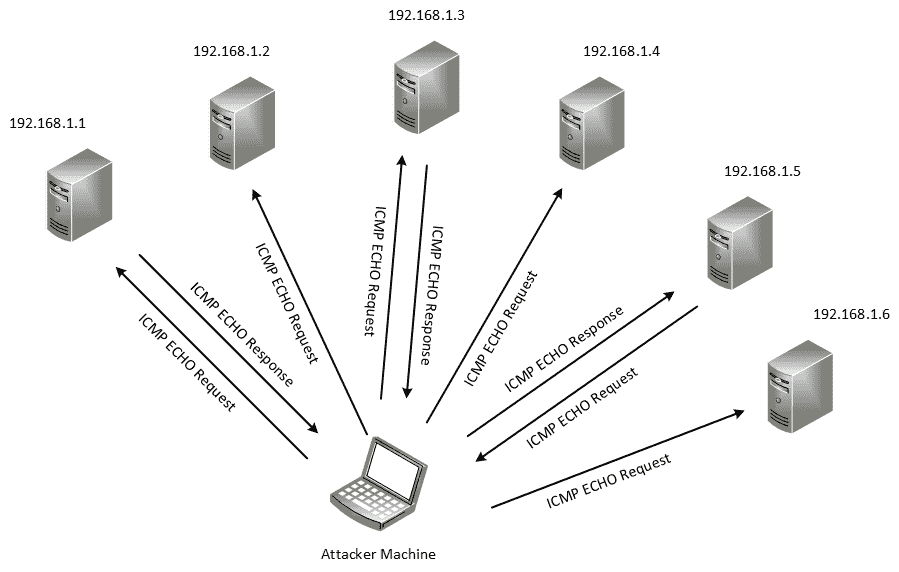 192.168.1.3
192.168.1.2
192.168.1.4
192.168.1.1
192.168.1.5
192.168.1.6
ICMP ECHO Request
ICMP ECHO Response
ICMP ECHO Request
ICMP ECHO Request
ICMP ECHO Response
ICMP ECHO Request
ICMP ECHO Response
ICMP ECHO Request
ICMP ECHO Request
Attacker Machine